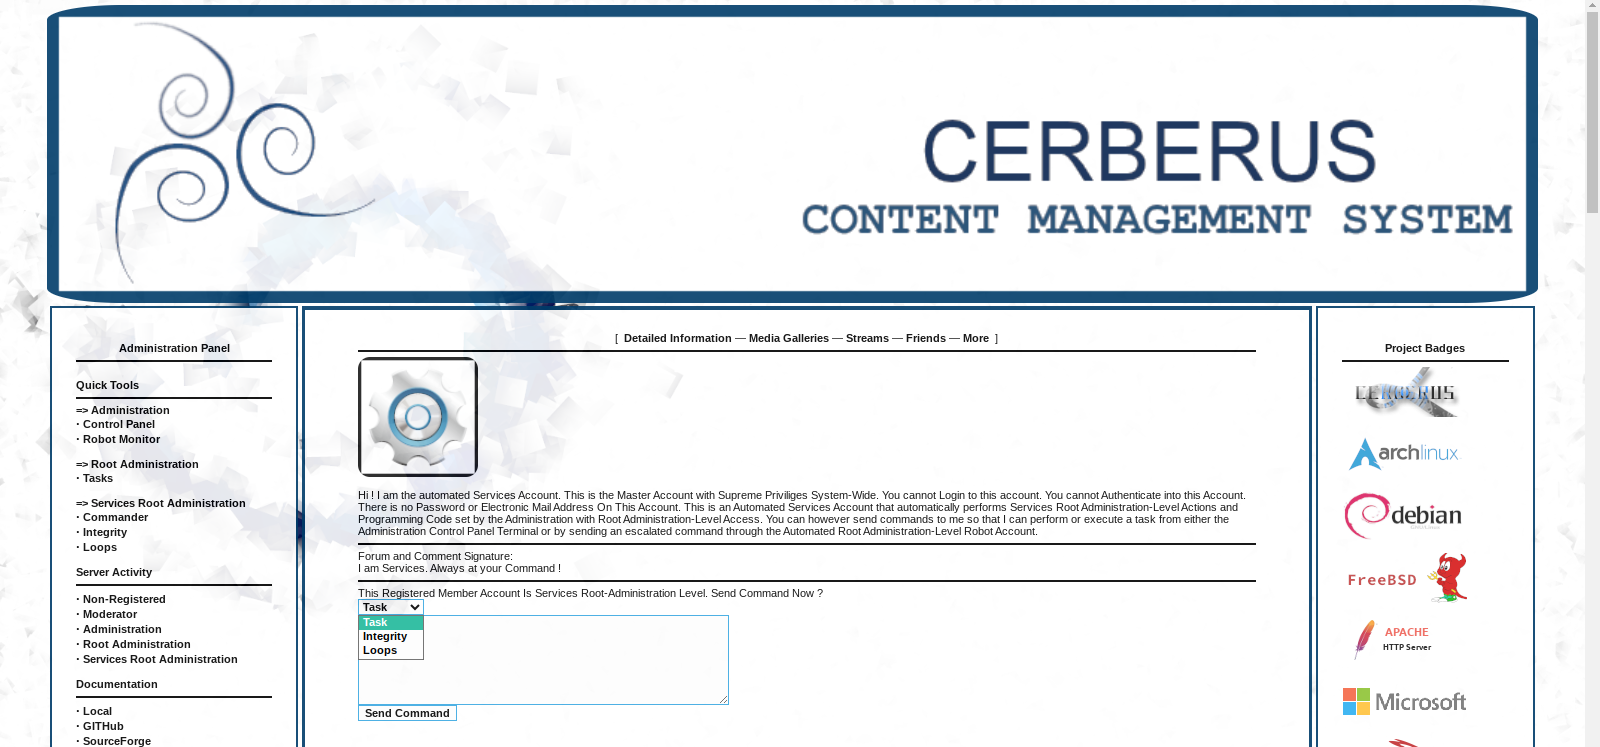 CERBERUS
CONTENT MANAGEMENT SYSTEM
Administration Panel
Quick Tools
=> Administration
· Control Panel
· Robot Monitor
=> Root Administration
· Tasks
=> Services Root Administration
· Commander
· Integrity
· Loops
Server Activity
· Non-Registered
· Moderator
· Administration
· Root Administration
· Services Root Administration
Documentation
· Local
· GITHub
· SourceForge
[ Detailed Information — Media Galleries — Streams — Friends — More ]
Hi ! I am the automated Services Account. This is the Master Account with Supreme Priviliges System-Wide. You cannot Login to this account. You cannot Authenticate into this Account.
There is no Password or Electronic Mail Address On This Account. This is an Automated Services Account that automatically performs Services Root Administration-Level Actions and
Programming Code set by the Administration with Root Administration-Level Access. You can however send commands to me so that I can perform or execute a task from either the
Administration Control Panel Terminal or by sending an escalated command through the Automated Root Administration-Level Robot Account.
Forum and Comment Signature:
I am Services. Always at your Command !
This Registered Member Account Is Services Root-Administration Level. Send Command Now ?
Task
Task
Integrity
Loops
Send Command
Project Badges
CERBERUS
archlinux
debian
FreeBSD
APACHE
HTTP Server
Microsoft